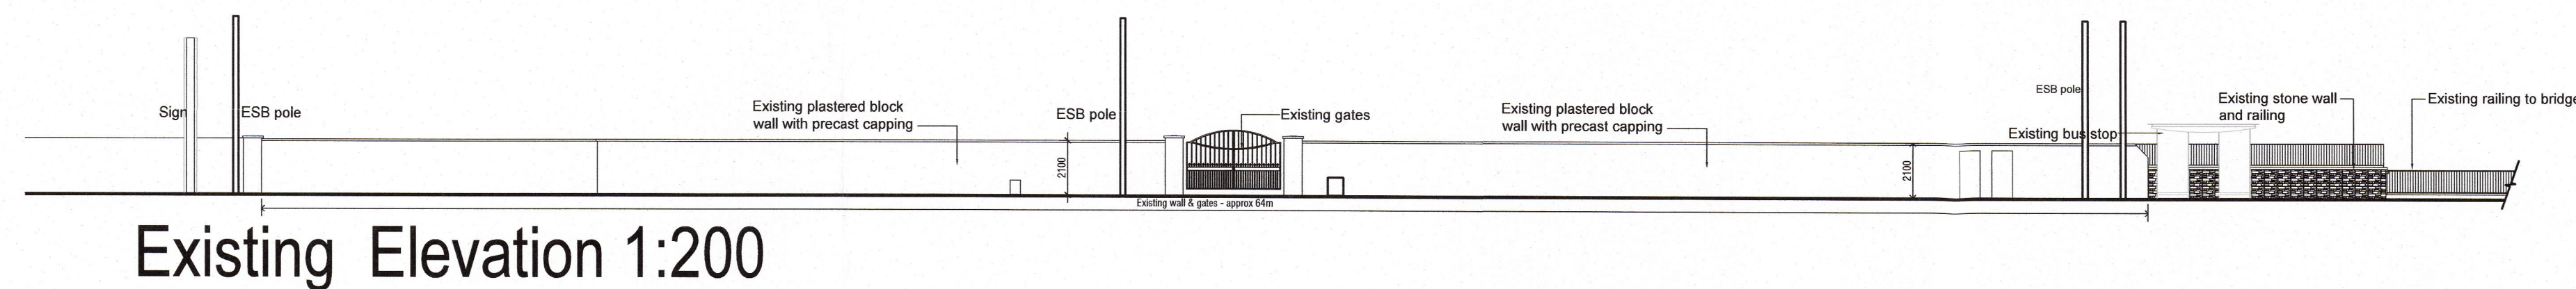 Sign
ESB pole
Existing plastered block
wall with precast capping
2100
ESB pole
Existing gates
Existing plastered block
wall with precast capping
2100
ESB pole
Existing bus stop
Existing stone wall
and railing
Existing railing to bridge
Existing wall & gates - approx 64m
Existing Elevation 1:200